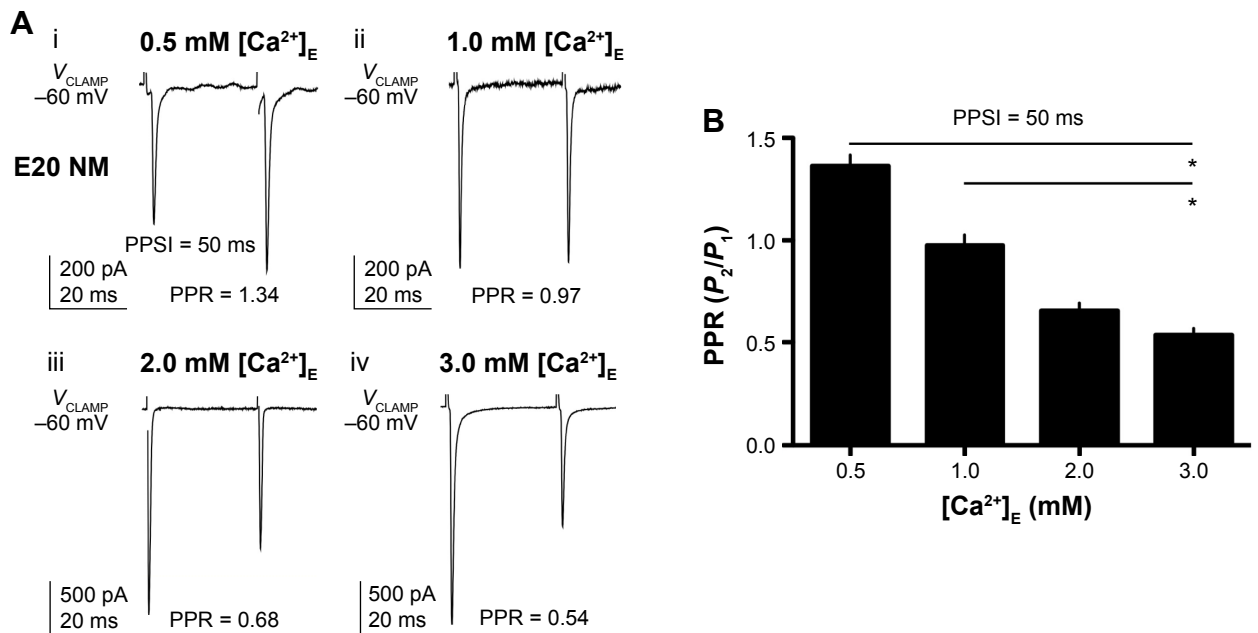 A
i
0.5 mM [Ca²⁺]E
VCLAMP
–60 mV
E20 NM
PPSI = 50 ms
200 pA
20 ms
PPR = 1.34
ii
1.0 mM [Ca²⁺]E
VCLAMP
–60 mV
200 pA
20 ms
PPR = 0.97
iii
2.0 mM [Ca²⁺]E
VCLAMP
–60 mV
500 pA
20 ms
PPR = 0.68
iv
3.0 mM [Ca²⁺]E
VCLAMP
–60 mV
500 pA
20 ms
PPR = 0.54
B
PPSI = 50 ms
*
*
PPR (P2/P1)
1.5
1.0
0.5
0.0
0.5 1.0 2.0 3.0
[Ca²⁺]E (mM)